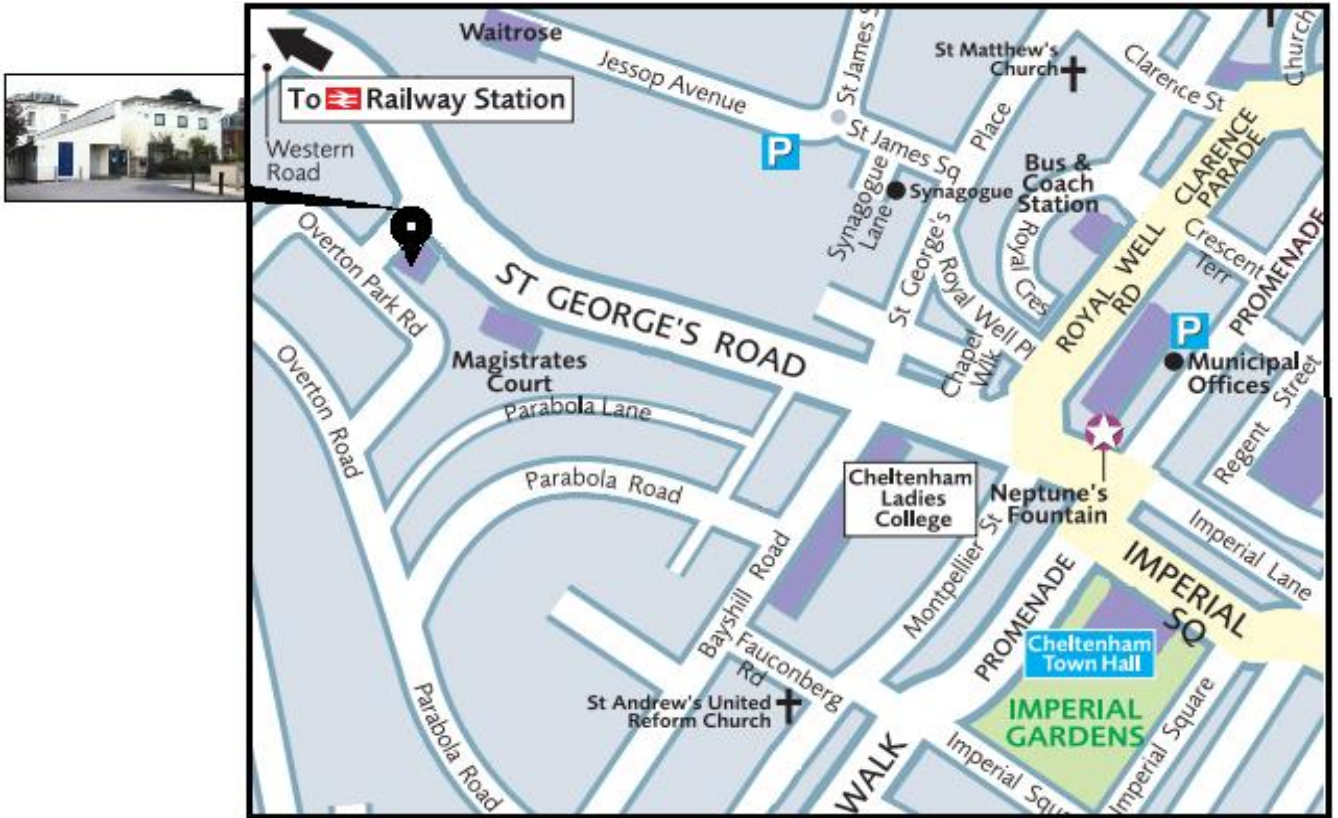 Waitrose
Jessop Avenue
St James S
St Matthew's
Church
Clarence St
Church
To Railway Station
Western
Road
P
St James Sq
Place
Bus &
Coach
Station
CLARENCE
PARADE
Synagogue
Synagogue
Lane
St George's
Royal Cres
Royal Well Pl
ROYAL WELL
RD
Crescent
Terr
PROMENADE
Overton Park Rd
ST GEORGE'S ROAD
Chapel
Wlk
P
Municipal
Offices
Magistrates
Court
Overton Road
Parabola Lane
Regent Street
Parabola Road
Cheltenham
Ladies
College
Neptune's
Fountain
Montpellier St
Imperial Lane
IMPERIAL
SQ
Bayshill Road
PROMENADE
Cheltenham
Town Hall
Fauconberg
Rd
St Andrew's United
Reform Church
IMPERIAL
GARDENS
Parabola Road
WALK
Imperial Squ
Imperial Square